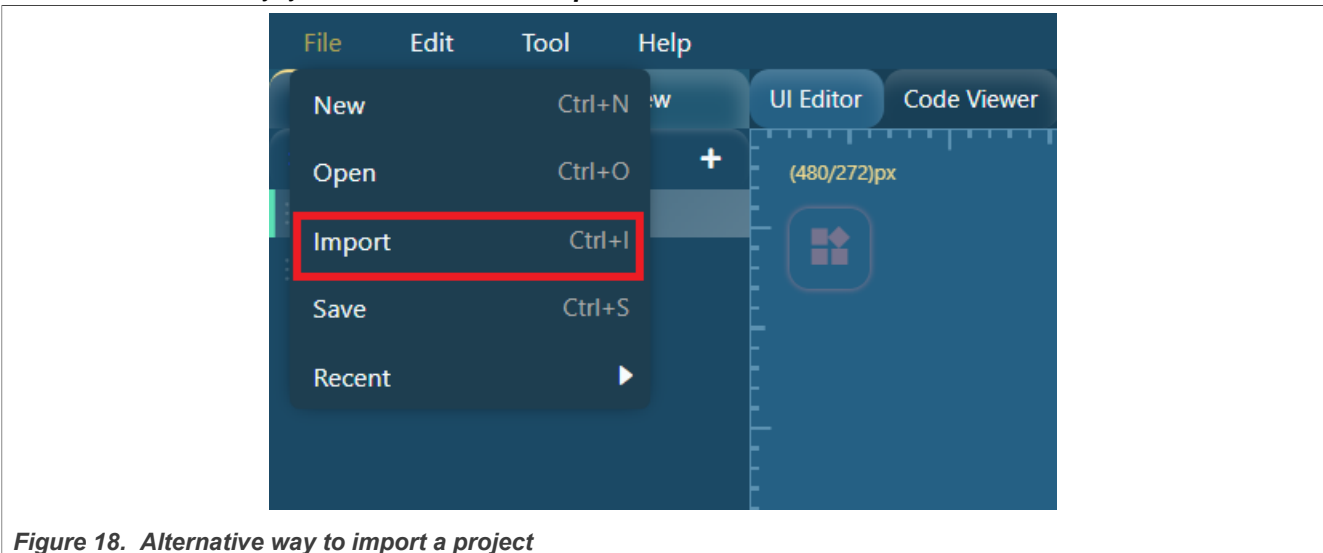 File Edit Tool Help
New Ctrl+N ew UI Editor Code Viewer
Open Ctrl+O + (480/272)px
Import Ctrl+I
Save Ctrl+S
Recent
Figure 18. Alternative way to import a project